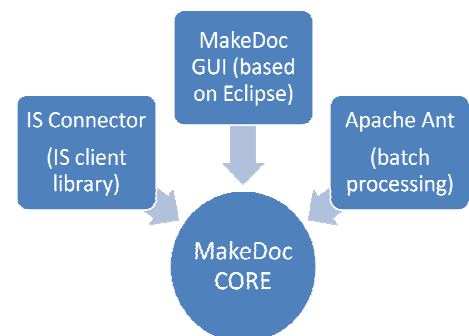 MakeDoc
GUI (based
on Eclipse)
IS Connector
(IS client
library)
Apache Ant
(batch
processing)
MakeDoc
CORE